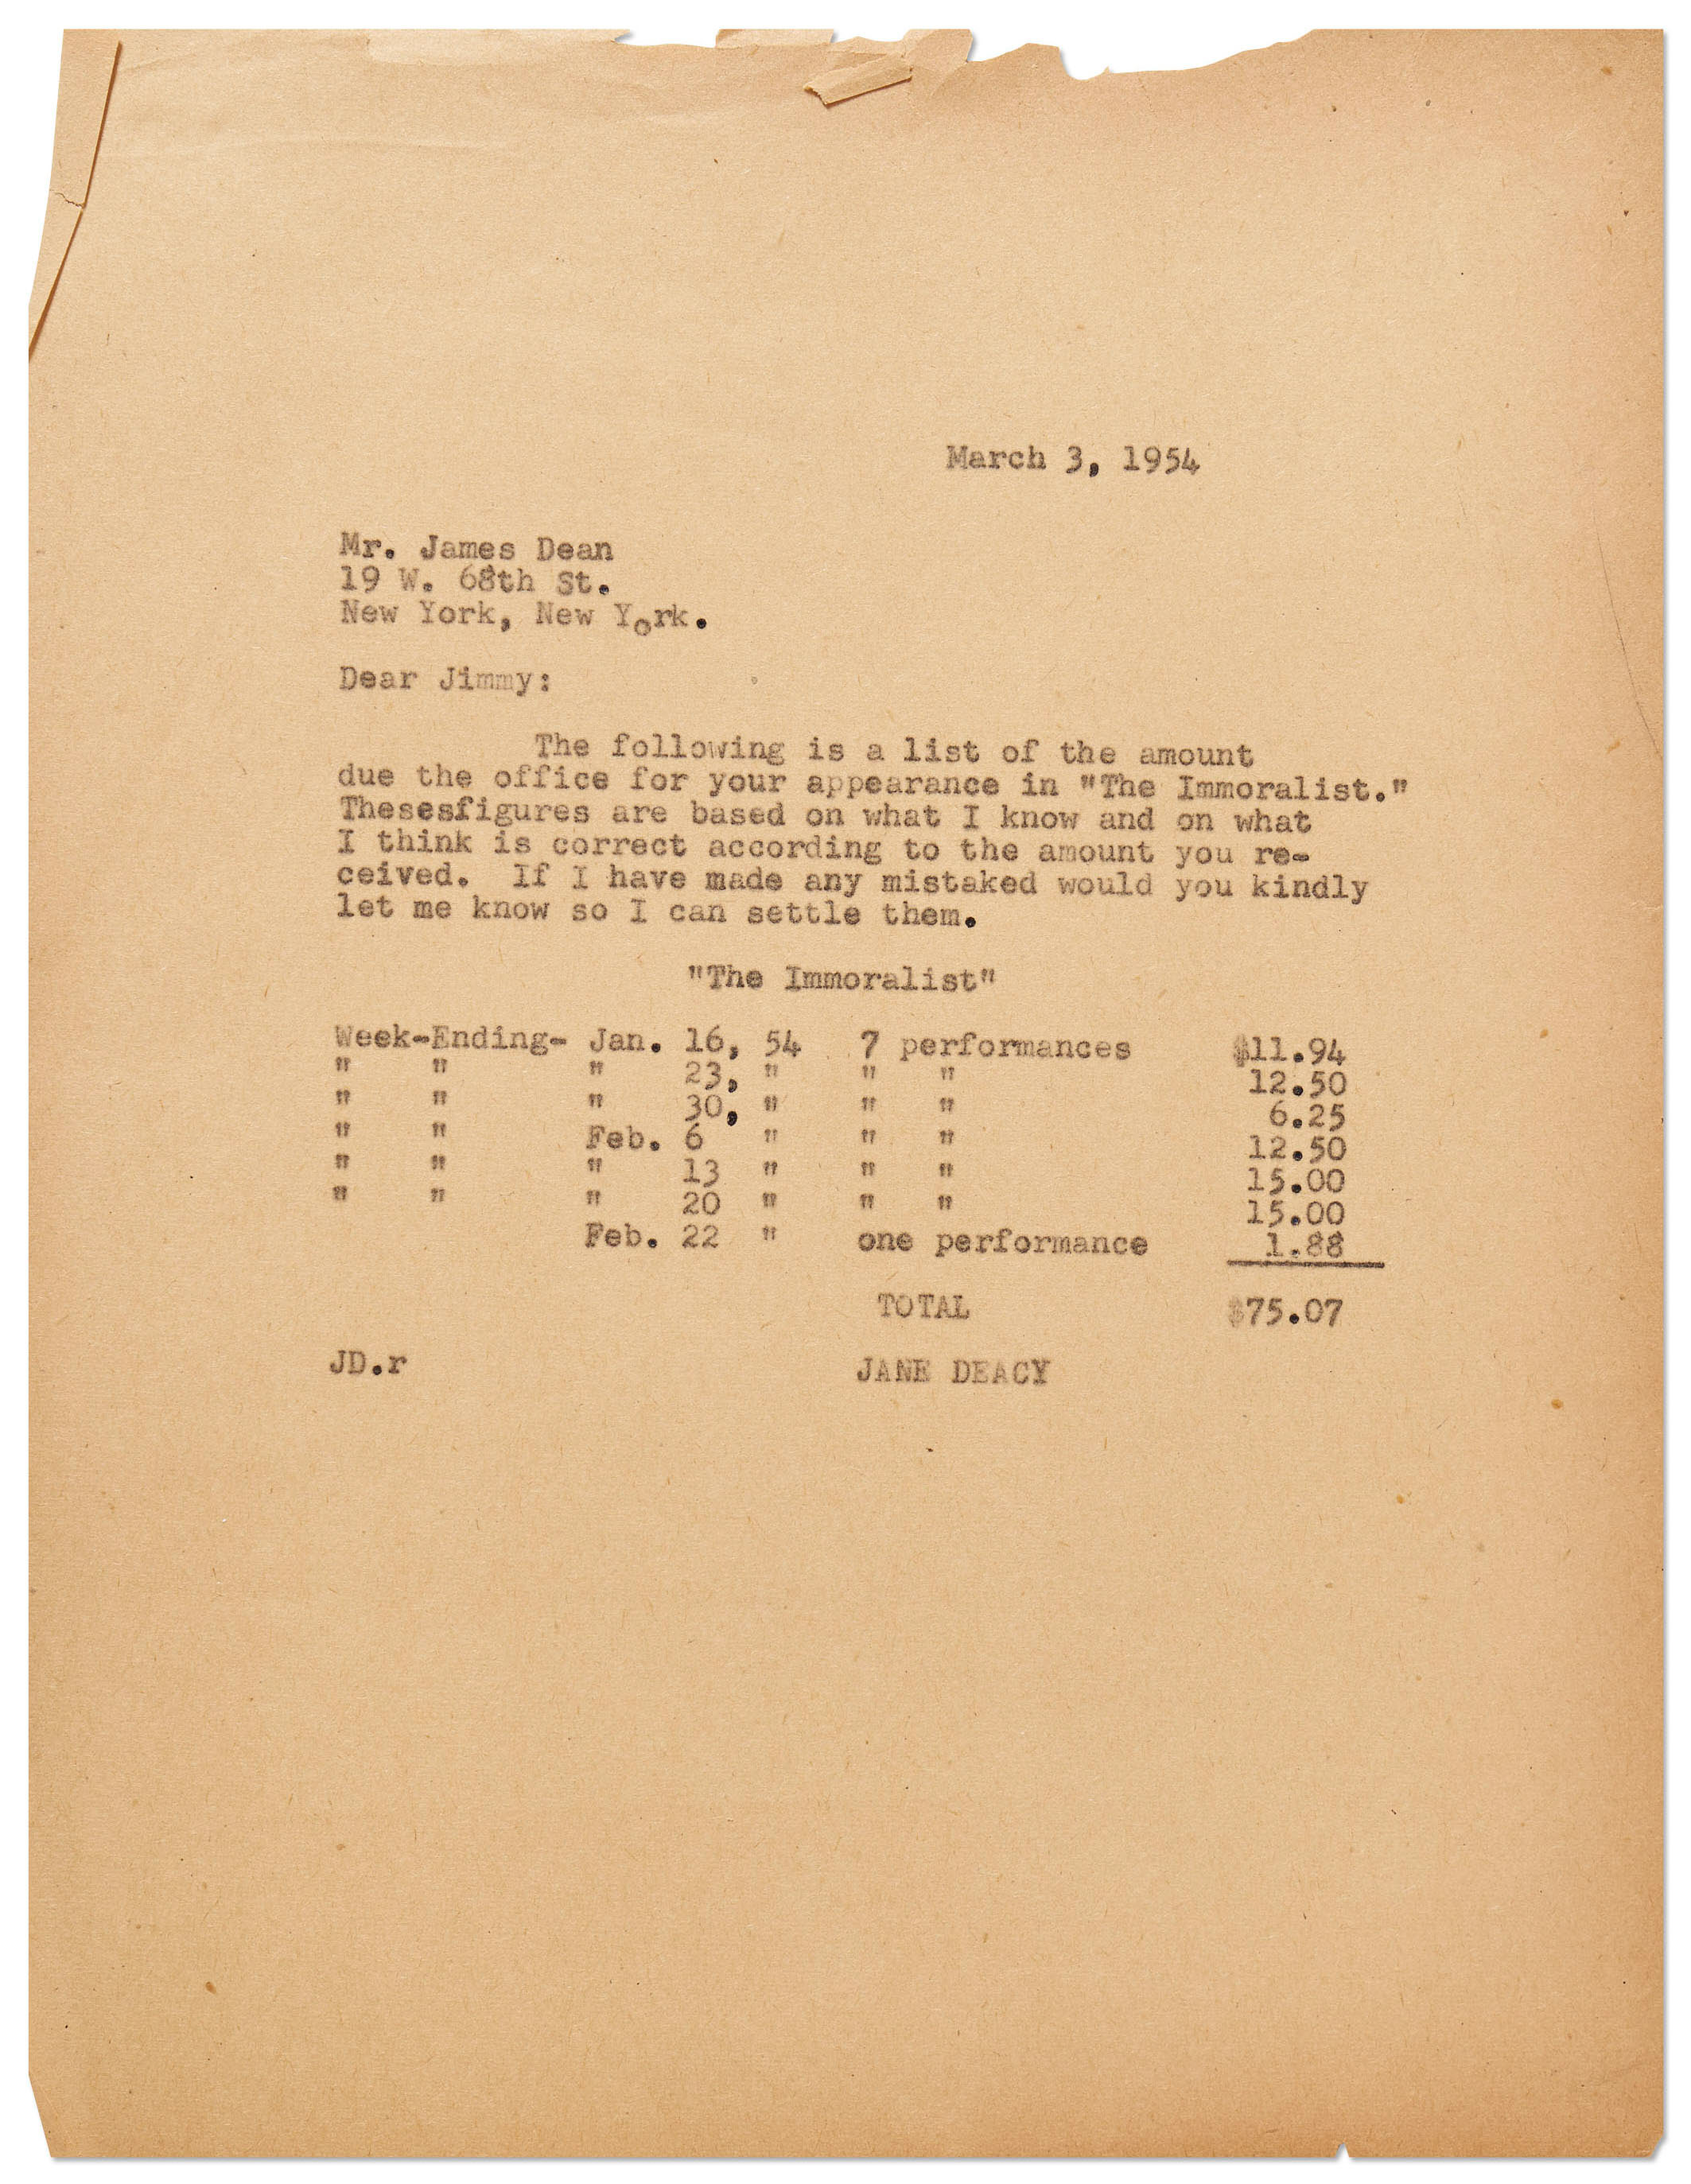 March 3, 1954
Mr. James Dean
19 W. 68th St.
New York, New York.
Dear Jimmy:
The following is a list of the amount
due the office for your appearance in "The Immoralist."
Thesesfigures are based on what I know and on what
I think is correct according to the amount you re-
ceived. If I have made any mistaked would you kindly
let me know so I can settle them.
"The Immoralist"
Week-Ending- Jan. 16, 54 7 performances $11.94
" " " 23, " " " 12.50
" " " 30, " " " 6.25
" " Feb. 6 " " " 12.50
" " " 13 " " " 15.00
" " " 20 " " " 15.00
Feb. 22 " one performance 1.88
TOTAL $75.07
JD.r JANE DEACY